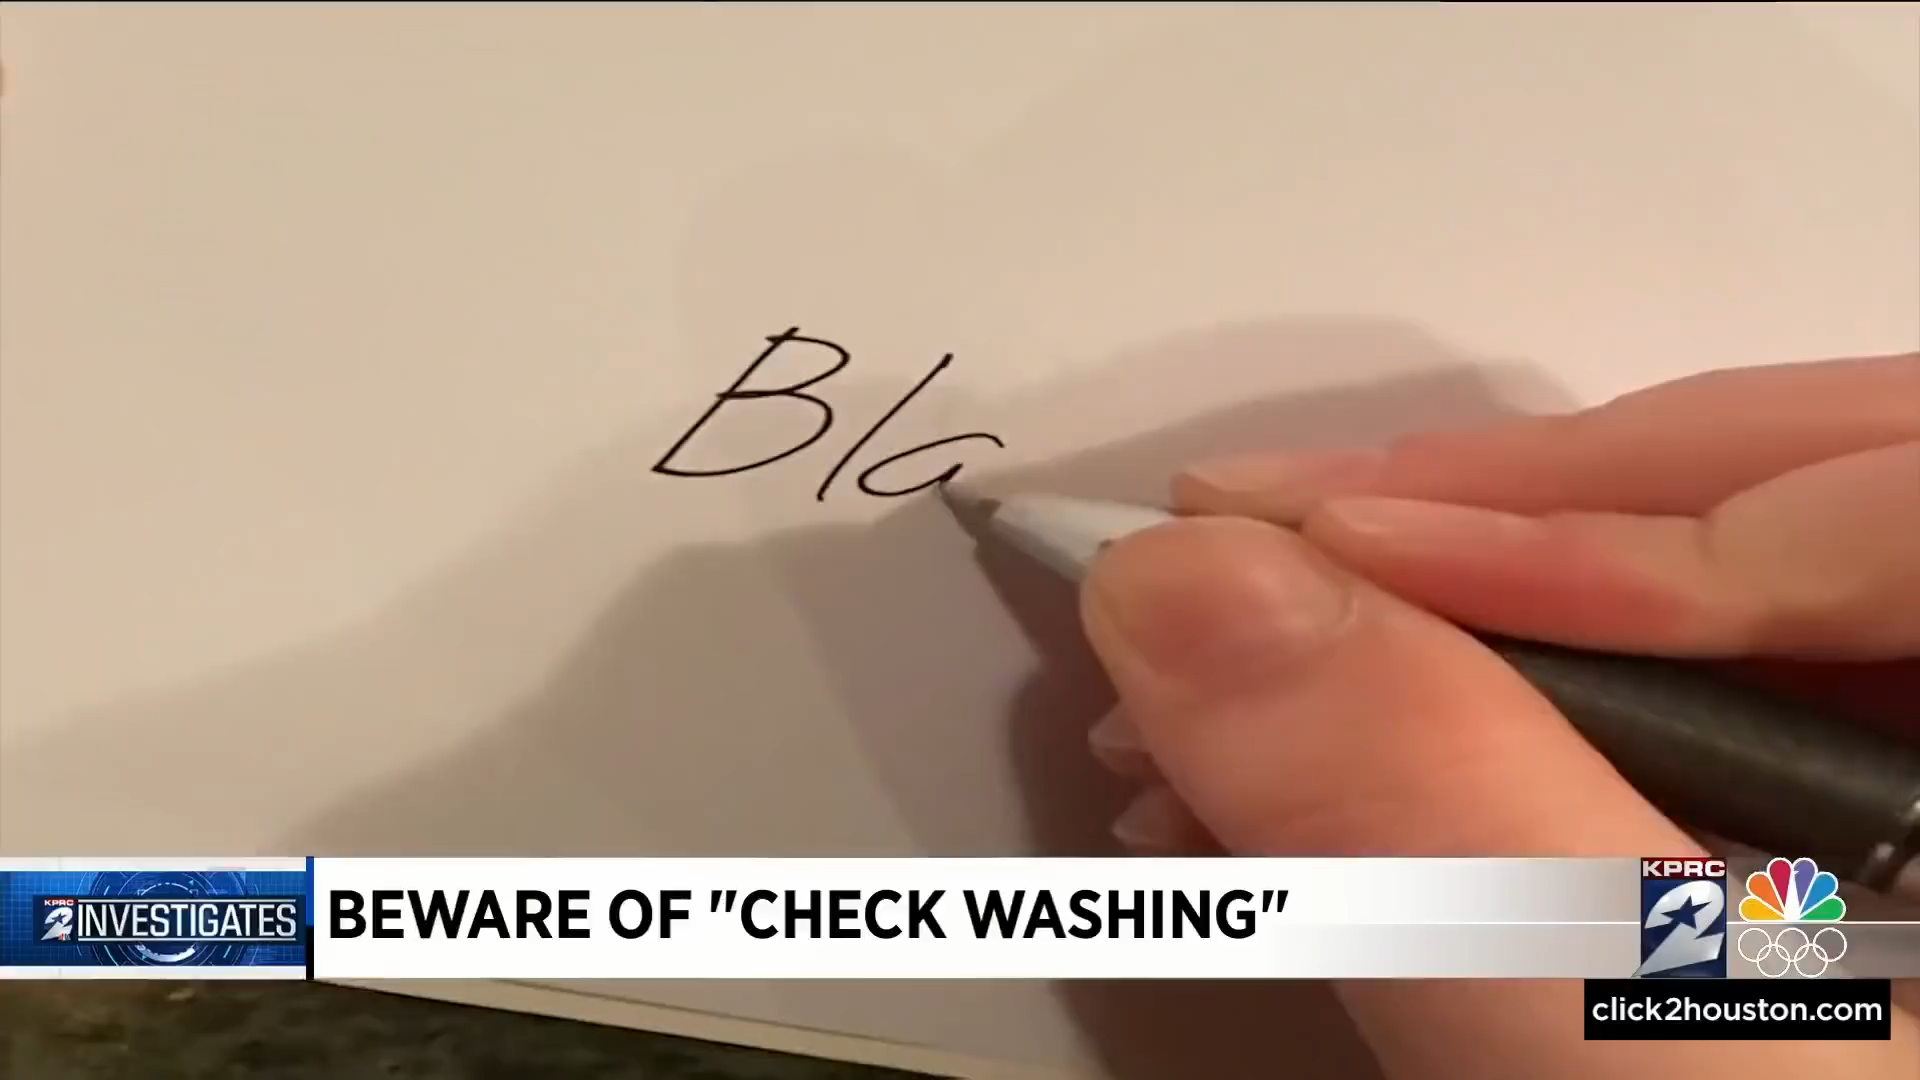 Bla
KPRC
2 INVESTIGATES
BEWARE OF "CHECK WASHING"
KPRC
2
click2houston.com